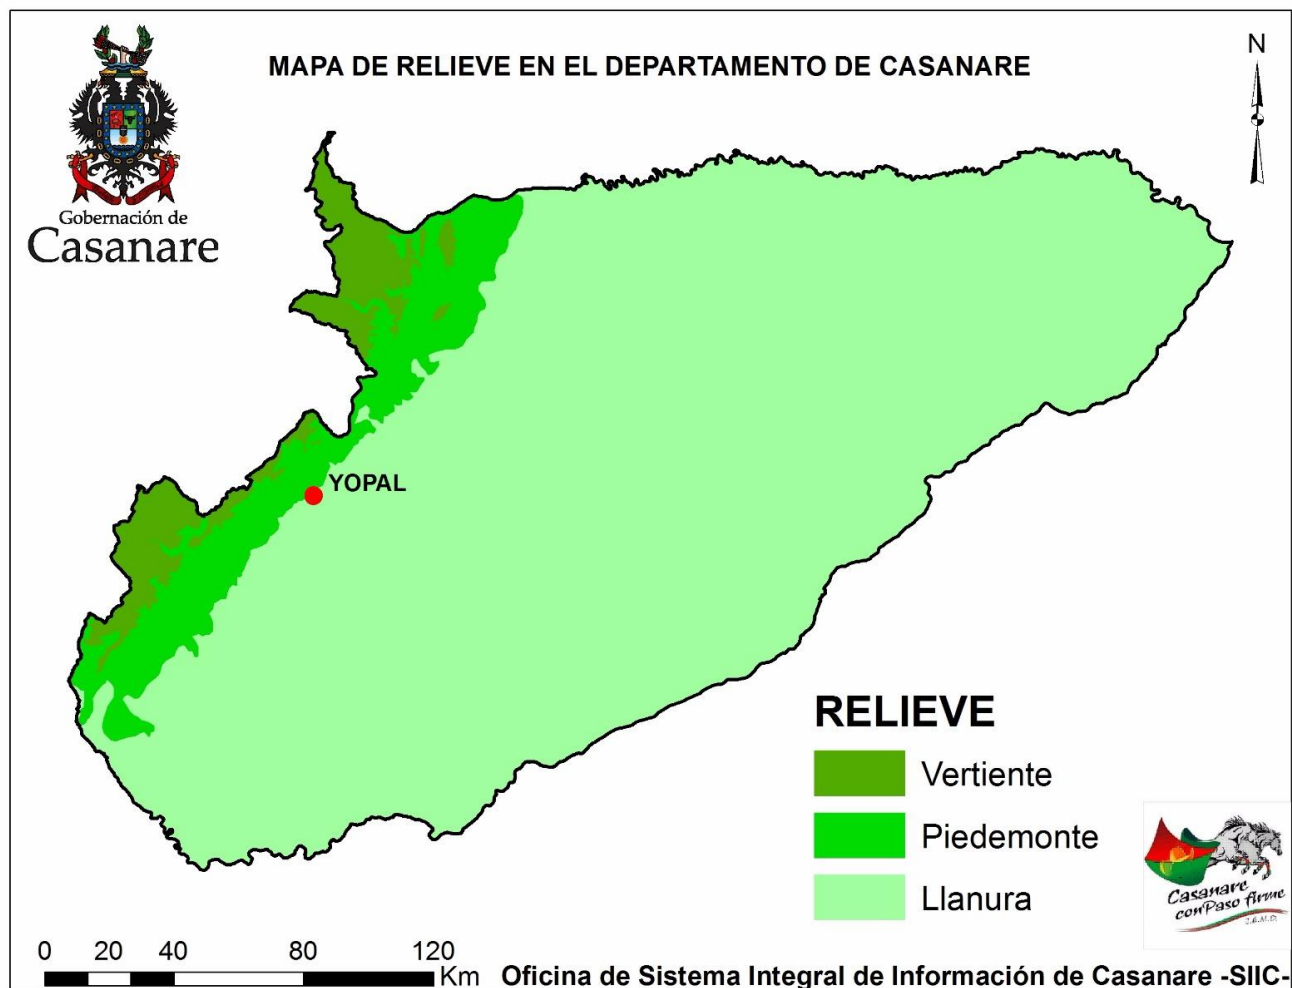 MAPA DE RELIEVE EN EL DEPARTAMENTO DE CASANARE
N
Gobernación de
Casanare
YOPAL
RELIEVE
Vertiente
Piedemonte
Llanura
Casanare
con Paso firme
0 20 40 80 120
Km
Oficina de Sistema Integral de Información de Casanare -SIIC-